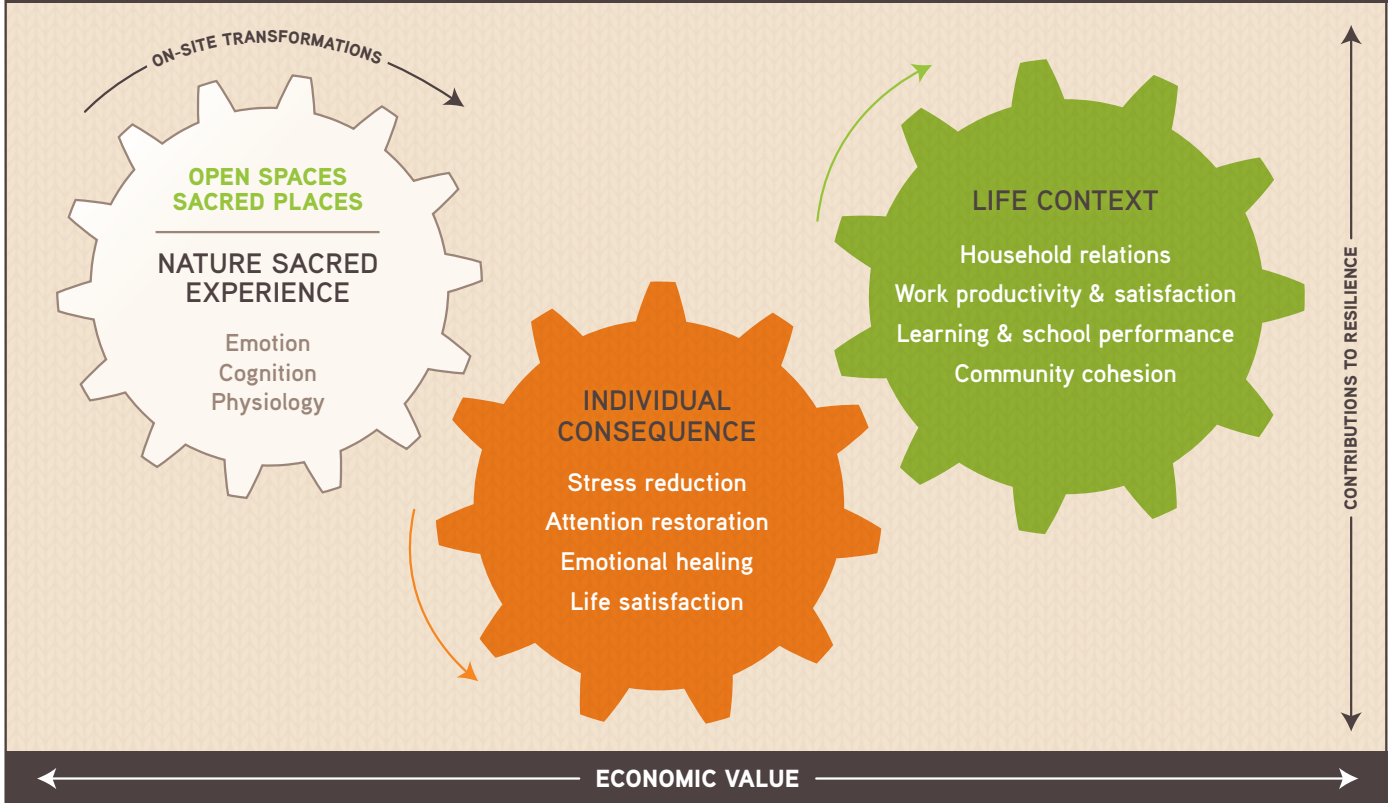 ON-SITE TRANSFORMATIONS
OPEN SPACES
SACRED PLACES
NATURE SACRED
EXPERIENCE
Emotion
Cognition
Physiology
INDIVIDUAL
CONSEQUENCE
Stress reduction
Attention restoration
Emotional healing
Life satisfaction
LIFE CONTEXT
Household relations
Work productivity & satisfaction
Learning & school performance
Community cohesion
CONTRIBUTIONS TO RESILIENCE
ECONOMIC VALUE